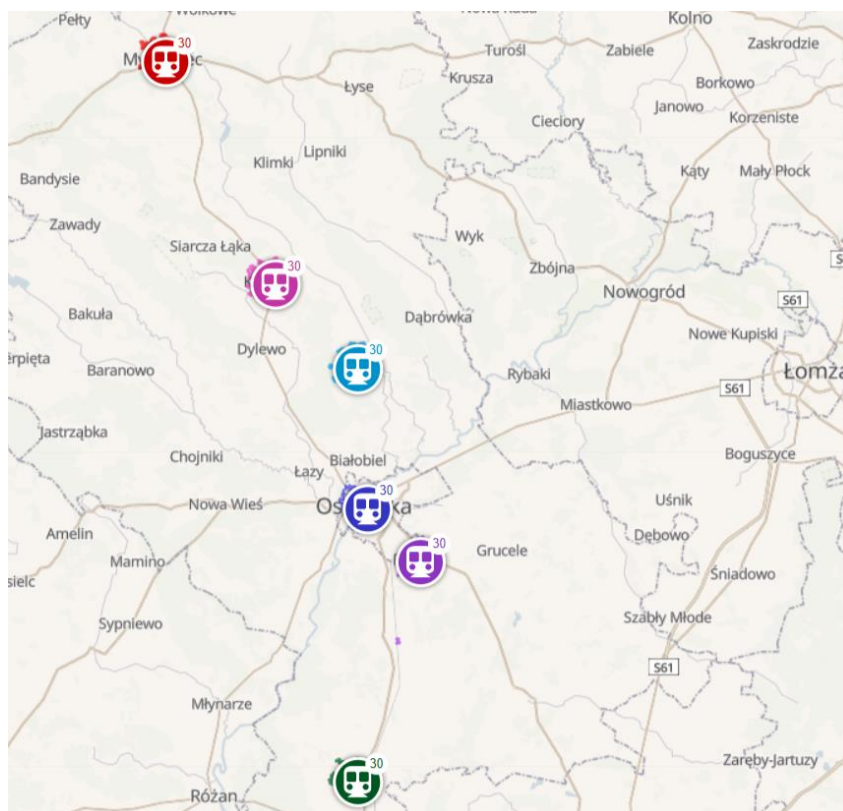 Pełty
Wolkowe
Kolno
30
Turośl
Zabiele
Zaskrodzie
Łyse
Krusza
Borkowo
Janowo
Korzeniste
Cieciory
Lipniki
Klimki
Kąty
Mały Płock
Bandysie
Zawady
Wyk
Siarcza Łąka
Zbójna
30
S61
Nowogród
Bakuła
Dąbrówka
Nowe Kupiski
Dylewo
30
Baranowo
Rybaki
Łomża
S61
Miastkowo
Jastrząbka
Chojniki
Białobiel
Boguszyce
Łazy
30
Nowa Wieś
Uśnik
Amelin
Dębowo
30
Grucele
Mamino
Śniadowo
Sypniewo
Szabły Młode
S61
Młynarze
Zaręby-Jartuzy
30
Różan